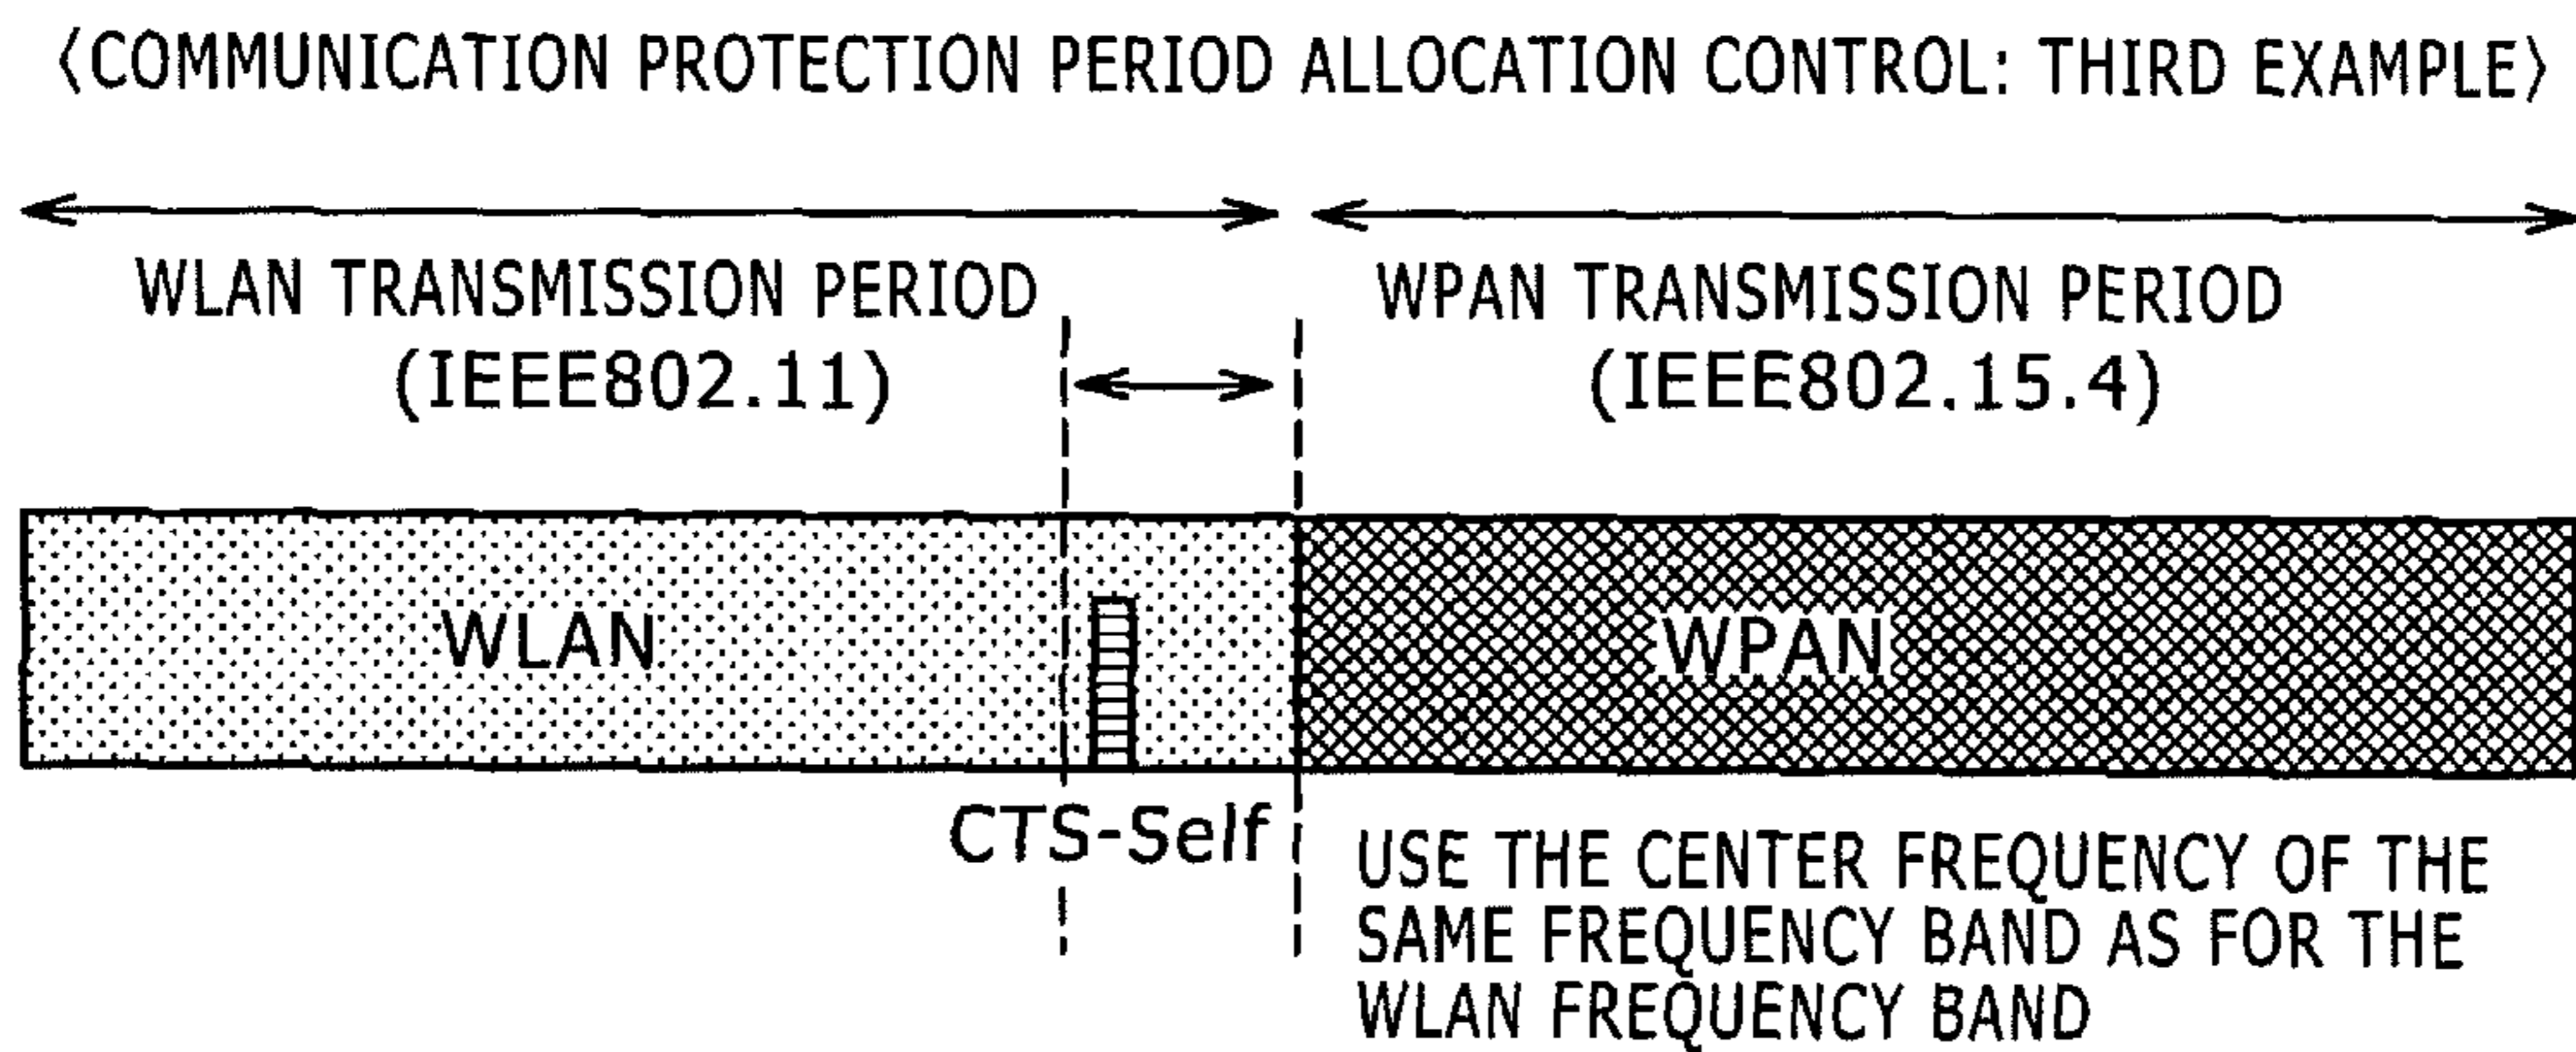 〈COMMUNICATION PROTECTION PERIOD ALLOCATION CONTROL: THIRD EXAMPLE〉
WLAN TRANSMISSION PERIOD
(IEEE802.11)
WPAN TRANSMISSION PERIOD
(IEEE802.15.4)
WLAN
WPAN
CTS-Self
USE THE CENTER FREQUENCY OF THE
SAME FREQUENCY BAND AS FOR THE
WLAN FREQUENCY BAND